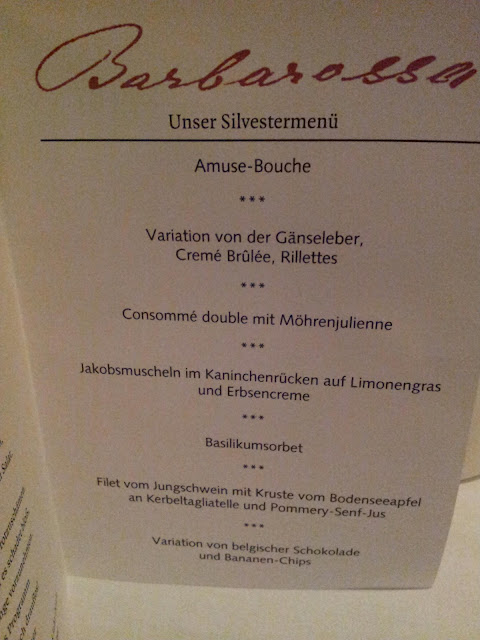 Barbarossa
Unser Silvestermenü
Amuse-Bouche
***
Variation von der Gänseleber,
Cremé Brûlée, Rillettes
***
Consommé double mit Möhrenjulienne
***
Jakobsmuscheln im Kaninchenrücken auf Limonengras
und Erbsencreme
***
Basilikumsorbet
***
Filet vom Jungschwein mit Kruste vom Bodenseeapfel
an Kerbeltagliatelle und Pommery-Senf-Jus
***
Variation von belgischer Schokolade
und Bananen-Chips